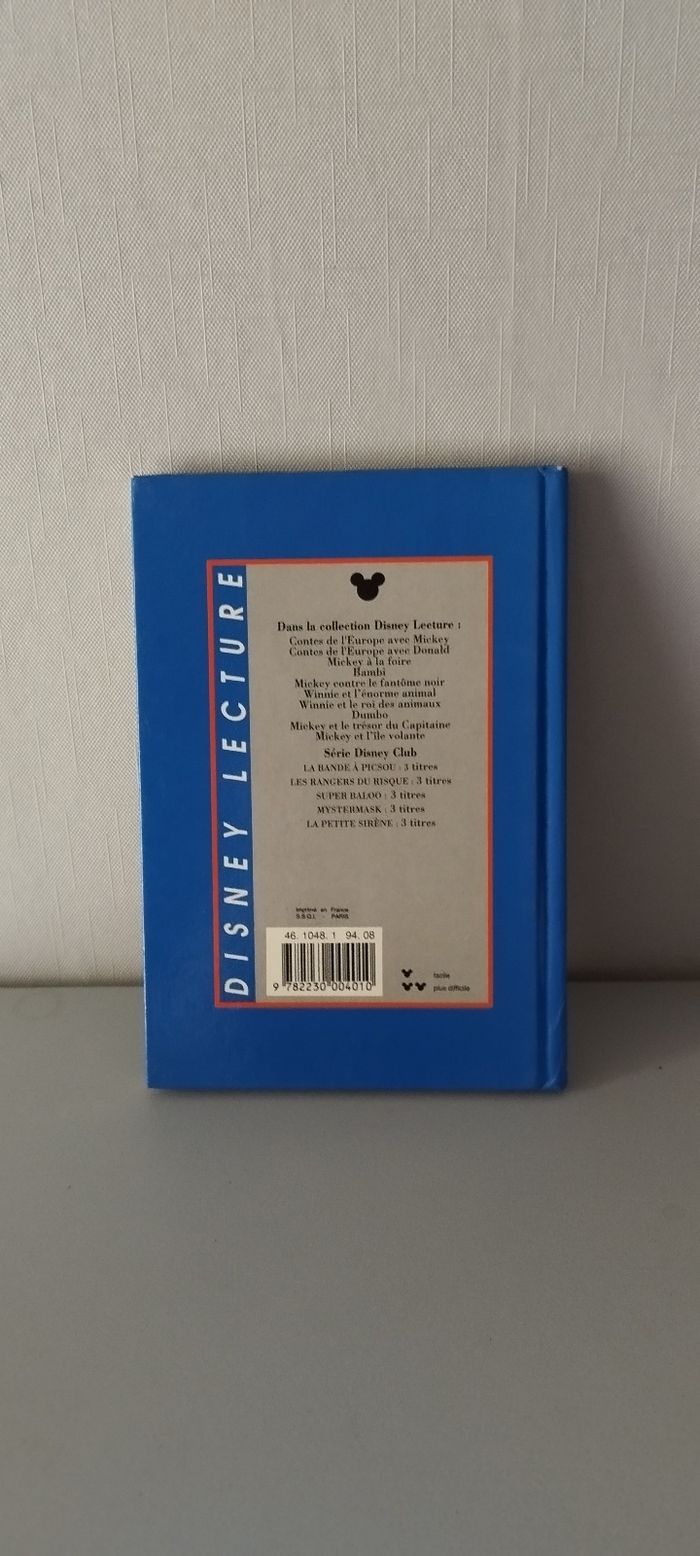 DISNEY LECTURE
Dans la collection Disney Lecture :
Contes de l'Europe avec Mickey
Contes de l'Europe avec Donald
Mickey à la foire
Bambi
Mickey contre le fantôme noir
Winnie et l'énorme animal
Winnie et le roi des animaux
Dumbo
Mickey et le trésor du Capitaine
Mickey et l'île volante
Série Disney Club
LA BANDE À PICSOU : 3 titres
LES RANGERS DU RISQUE : 3 titres
SUPER BALOO : 3 titres
MYSTERMASK : 3 titres
LA PETITE SIRÈNE : 3 titres
Imprimé en France
S.S.Q.I. - PARIS
46. 1048. 1 94. 08
9 782230 004010
facile
plus difficile